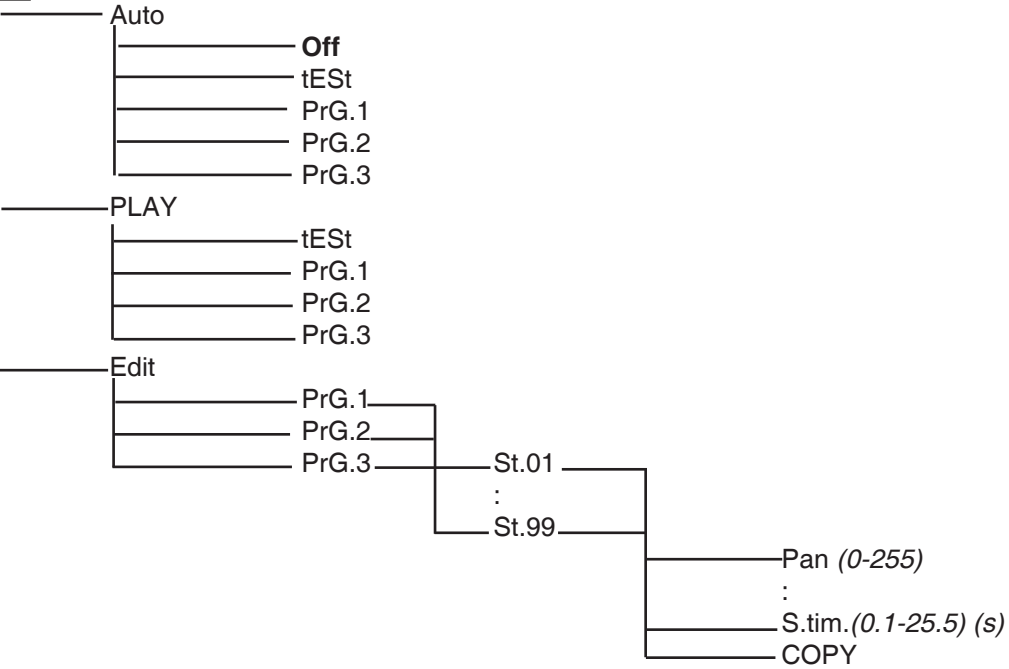 Auto
Off
tESt
PrG.1
PrG.2
PrG.3
PLAY
tESt
PrG.1
PrG.2
PrG.3
Edit
PrG.1
PrG.2
PrG.3
St.01
:
St.99
Pan (0-255)
:
S.tim.(0.1-25.5) (s)
COPY